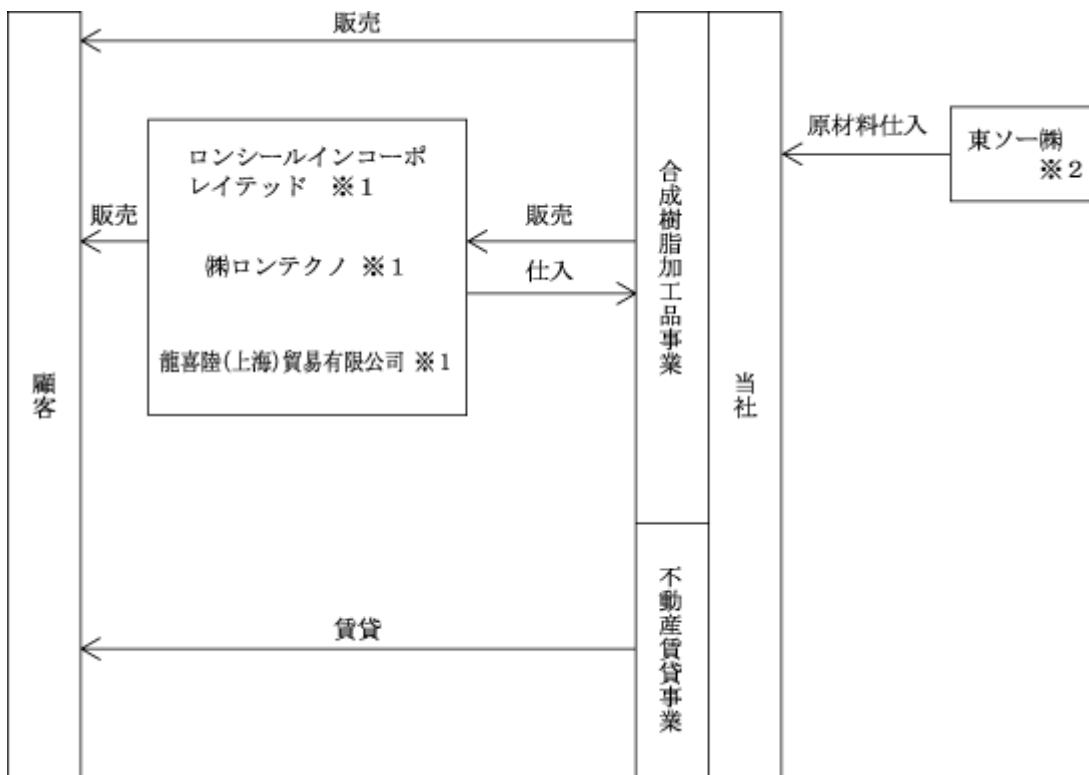 販売
原材料仕入
東ソー㈱
※２
ロンシールインコーポ
レイテッド ※１
販売
販売
㈱ロンテクノ ※１
仕入
龍喜陸(上海)貿易有限公司 ※１
合成樹脂加工品事業
顧客
当社
不動産賃貸事業
賃貸